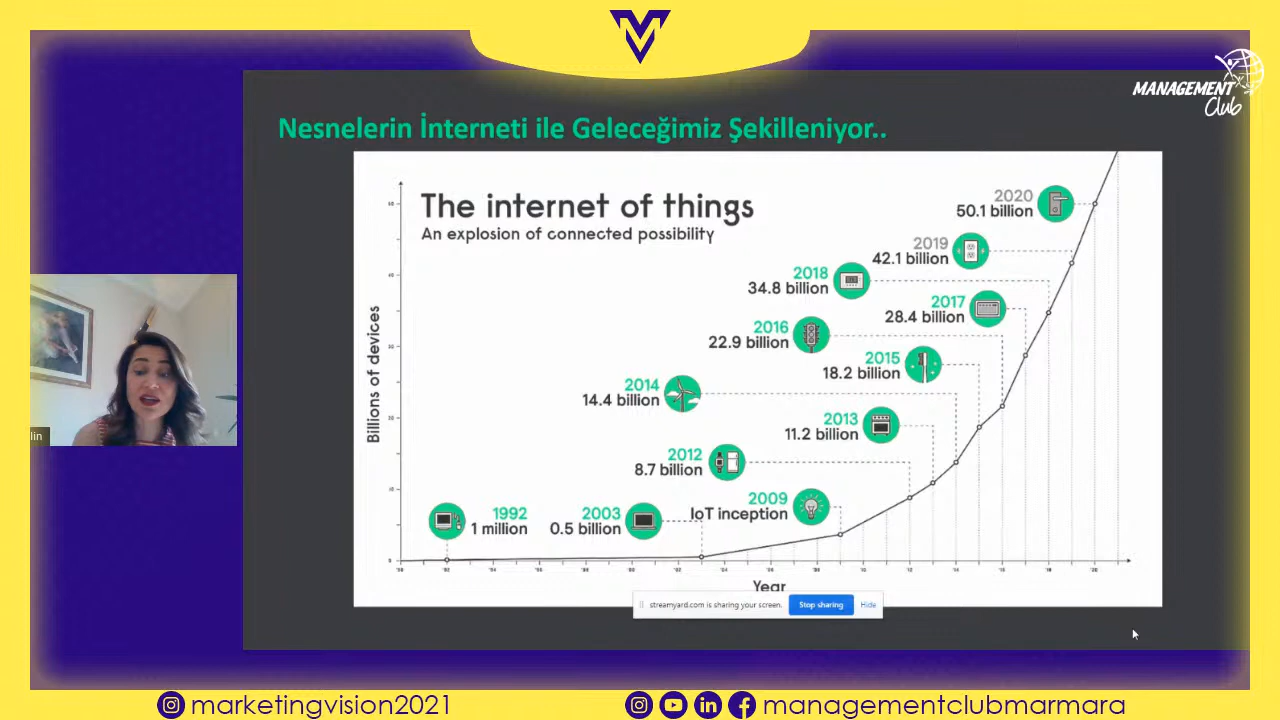 MANAGEMENT
Club
Nesnelerin İnterneti ile Geleceğimiz Şekilleniyor..
The internet of things
An explosion of connected possibility
2020
50.1 billion
2019
42.1 billion
2018
34.8 billion
2017
28.4 billion
2016
22.9 billion
2015
18.2 billion
2014
14.4 billion
2013
11.2 billion
2012
8.7 billion
2009
IoT inception
2003
0.5 billion
1992
1 million
Billions of devices
Year
streamyard.com is sharing your screen.
Stop sharing
Hide
lin
marketingvision2021
managementclubmarmara